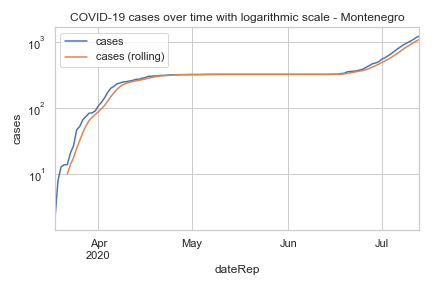 COVID-19 cases over time with logarithmic scale - Montenegro
cases
cases (rolling)
10³
10²
10¹
cases
Apr
2020
May
Jun
Jul
dateRep